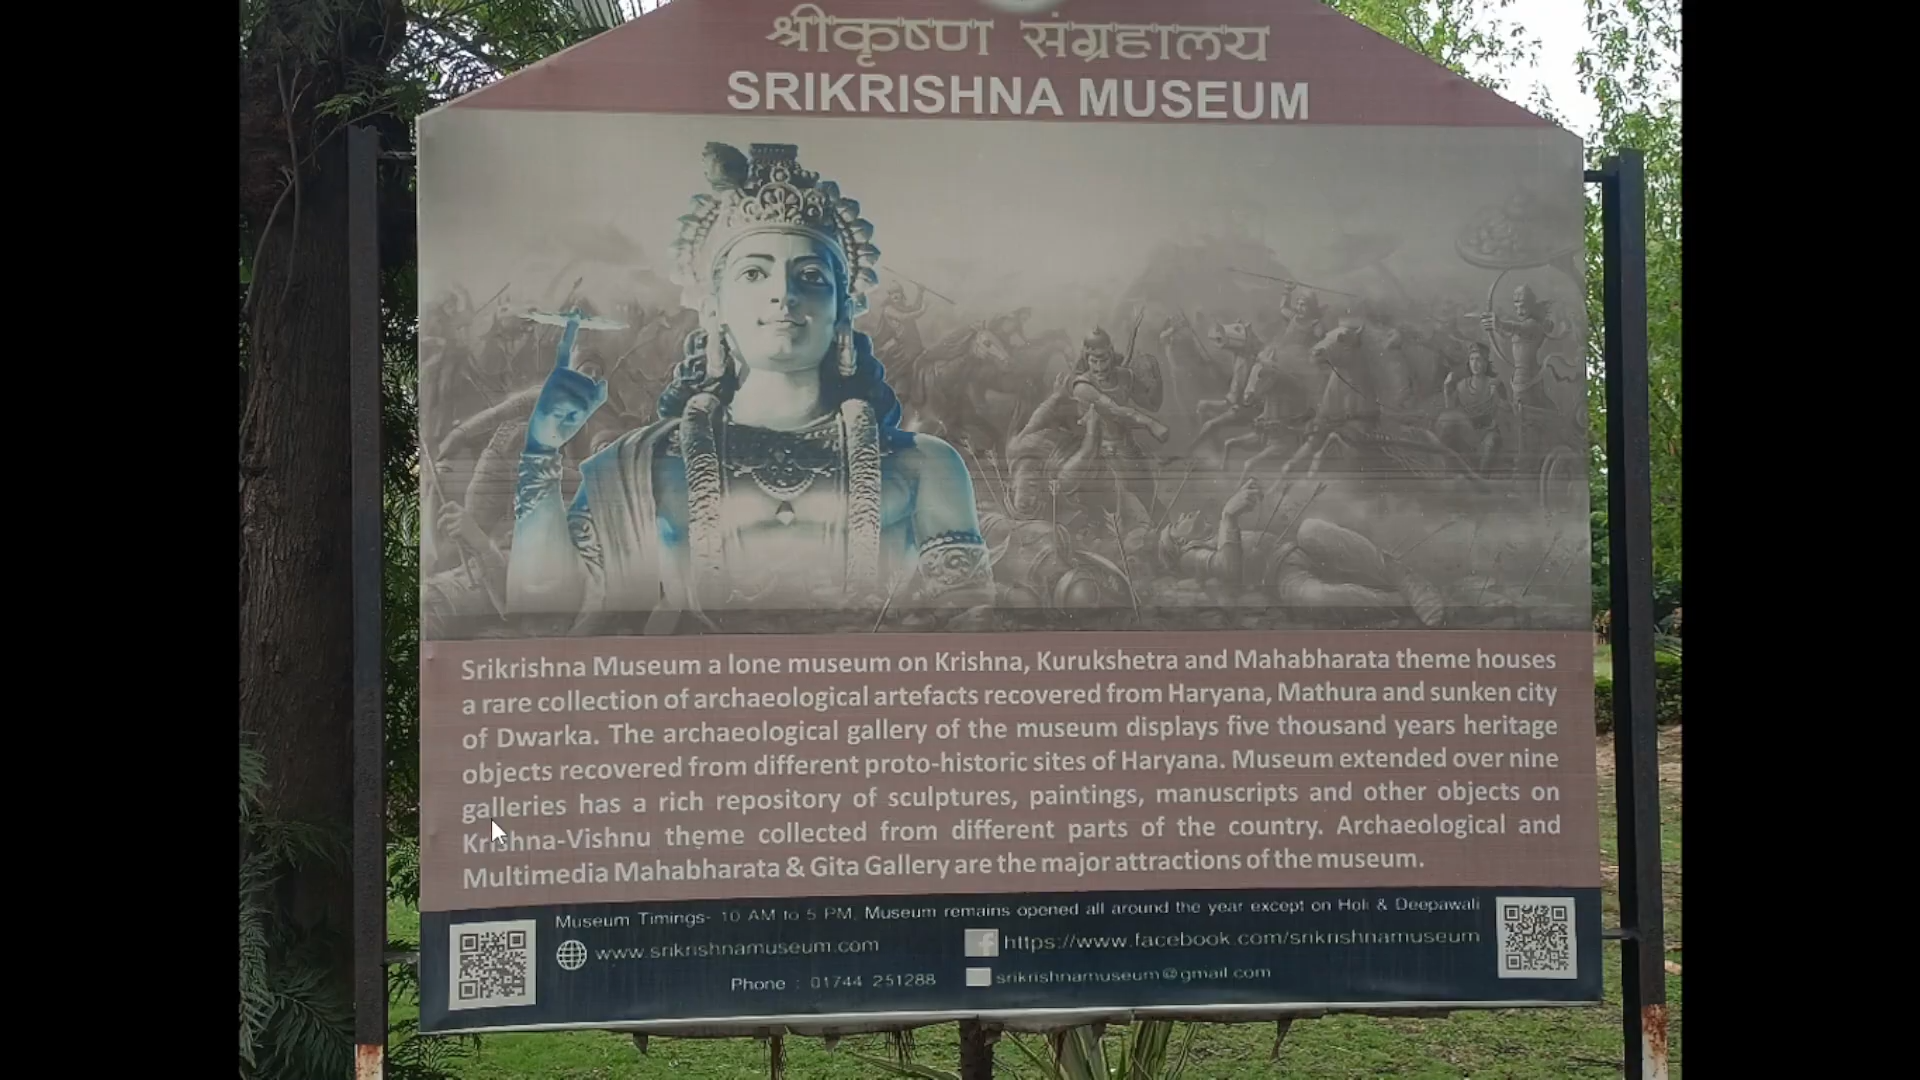 श्रीकृष्ण संग्रहालय
SRIKRISHNA MUSEUM
Srikrishna Museum a lone museum on Krishna, Kurukshetra and Mahabharata theme houses
a rare collection of archaeological artefacts recovered from Haryana, Mathura and sunken city
of Dwarka. The archaeological gallery of the museum displays five thousand years heritage
objects recovered from different proto-historic sites of Haryana. Museum extended over nine
galleries has a rich repository of sculptures, paintings, manuscripts and other objects on
Krishna-Vishnu theme collected from different parts of the country. Archaeological and
Multimedia Mahabharata & Gita Gallery are the major attractions of the museum.
Museum Timings- 10 AM to 5 PM, Museum remains opened all around the year except on Holi & Deepawali
www.srikrishnamuseum.com
https://www.facebook.com/srikrishnamuseum
Phone : 01744 251288
srikrishnamuseum@gmail.com